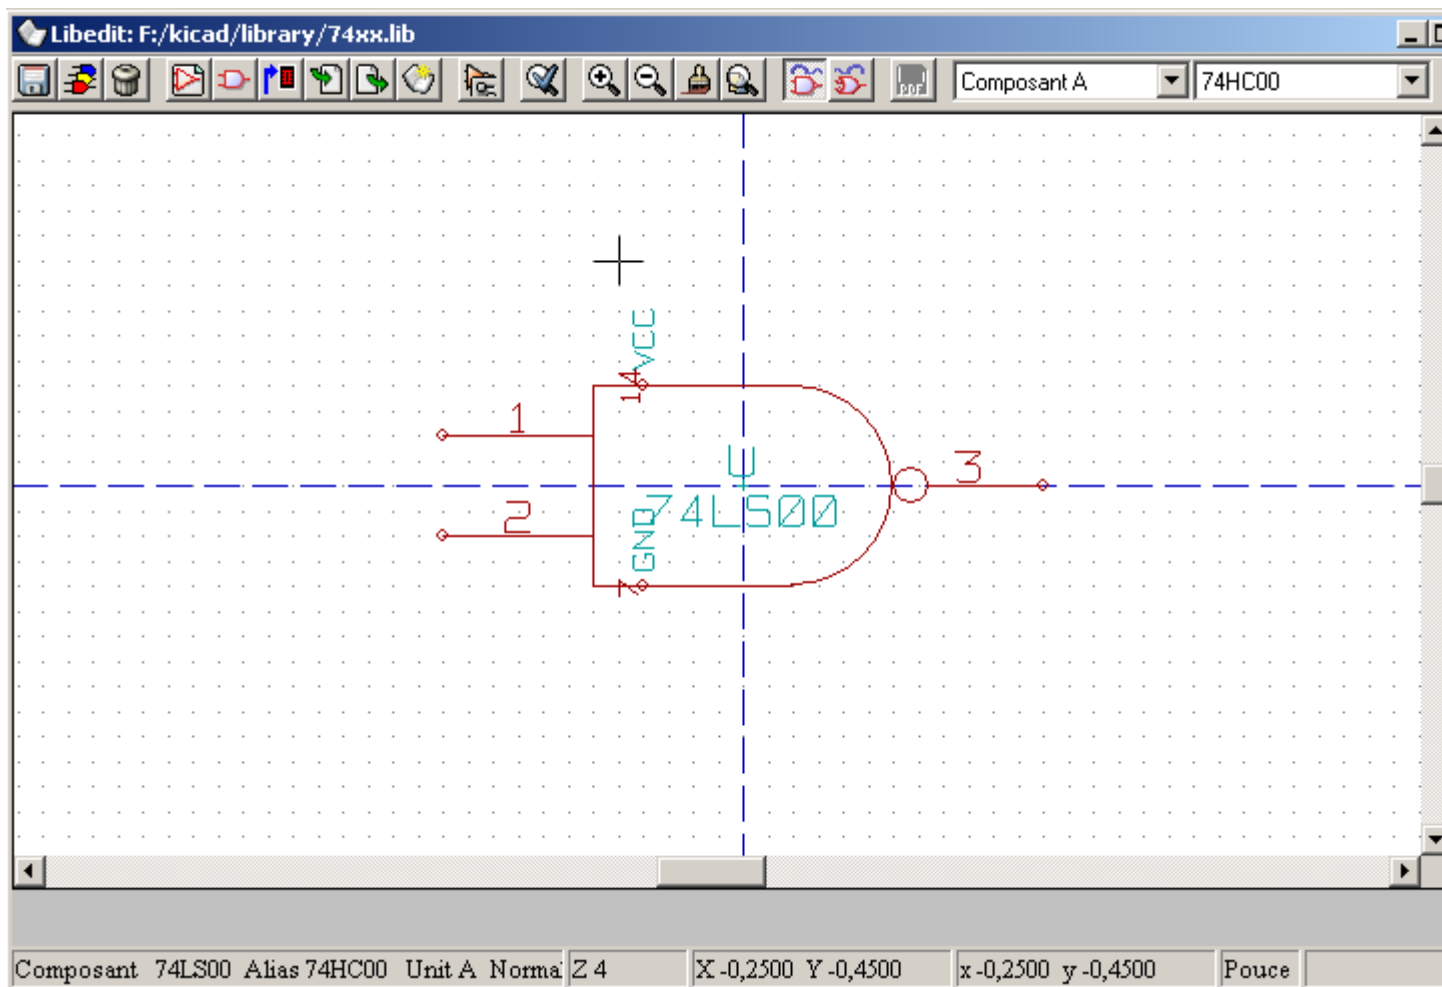 Libedit: F:/kicad/library/74xx.lib
Composant A 74HC00
VCC
14
1
U
3
2
74LS00
GND
7
Composant 74LS00 Alias 74HC00 Unit A Norma Z 4 X -0,2500 Y -0,4500 x -0,2500 y -0,4500 Pouce